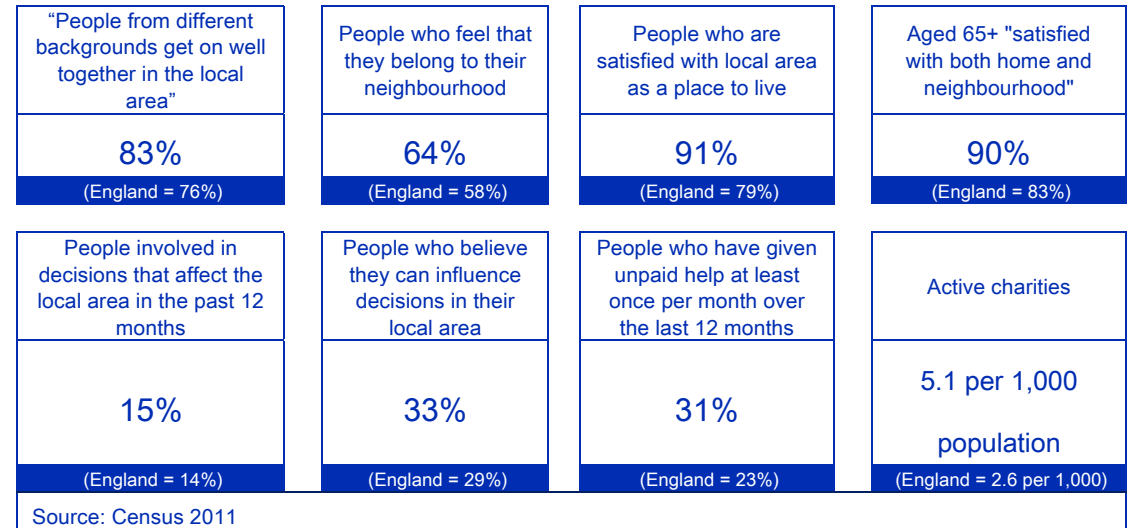 “People from different
backgrounds get on well
together in the local
area”
83%
(England = 76%)
People who feel that
they belong to their
neighbourhood
64%
(England = 58%)
People who are
satisfied with local area
as a place to live
91%
(England = 79%)
Aged 65+ "satisfied
with both home and
neighbourhood"
90%
(England = 83%)
People involved in
decisions that affect the
local area in the past 12
months
15%
(England = 14%)
People who believe
they can influence
decisions in their
local area
33%
(England = 29%)
People who have given
unpaid help at least
once per month over
the last 12 months
31%
(England = 23%)
Active charities
5.1 per 1,000
population
(England = 2.6 per 1,000)
Source: Census 2011